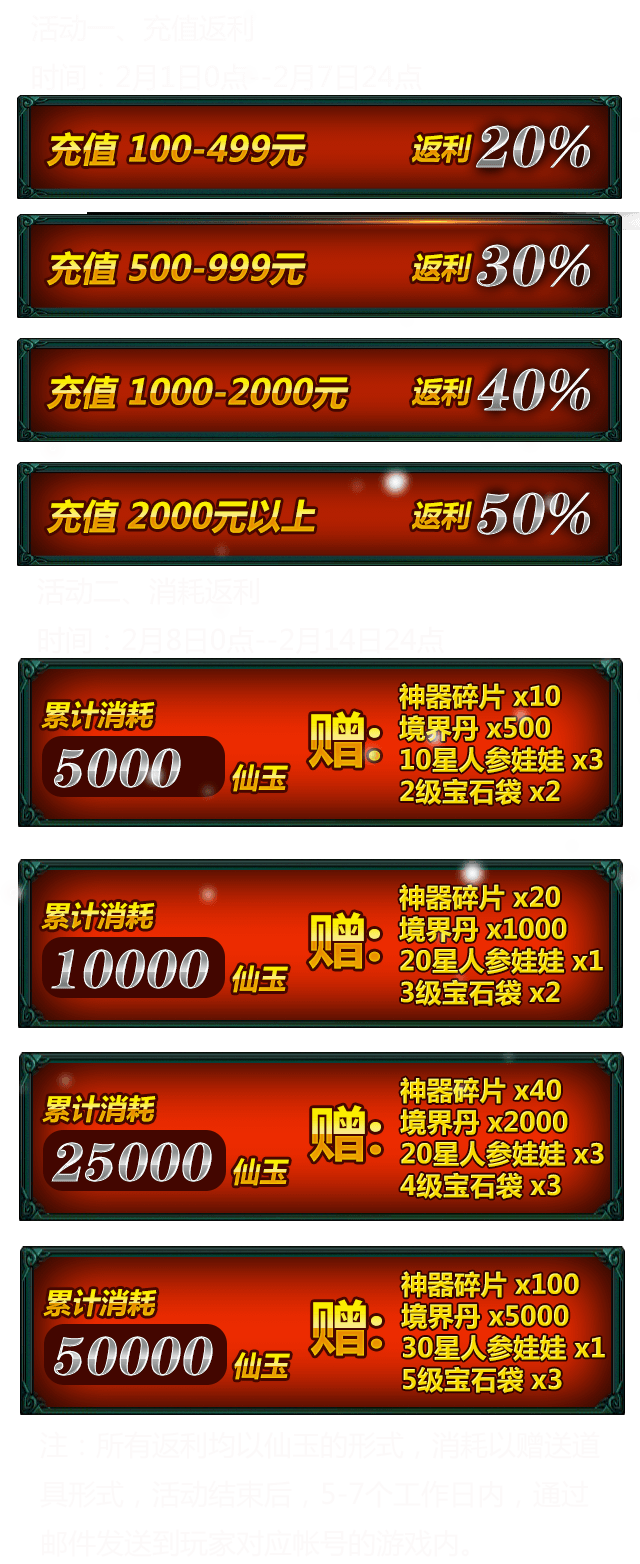 活动一、充值返利
时间：2月1日0点--2月7日24点
充值 100-499元 返利 20%
充值 500-999元 返利 30%
充值 1000-2000元 返利 40%
充值 2000元以上 返利 50%
活动二、消耗返利
时间：2月8日0点--2月14日24点
累计消耗
5000 仙玉
赠：
神器碎片 x10
境界丹 x500
10星人参娃娃 x3
2级宝石袋 x2
累计消耗
10000 仙玉
赠：
神器碎片 x20
境界丹 x1000
20星人参娃娃 x1
3级宝石袋 x2
累计消耗
25000 仙玉
赠：
神器碎片 x40
境界丹 x2000
20星人参娃娃 x3
4级宝石袋 x3
累计消耗
50000 仙玉
赠：
神器碎片 x100
境界丹 x5000
30星人参娃娃 x1
5级宝石袋 x3
注：所有返利均以仙玉的形式，消耗以赠送道
具形式，活动结束后，5-7个工作日内，通过
邮件发送到玩家对应帐号的游戏内。